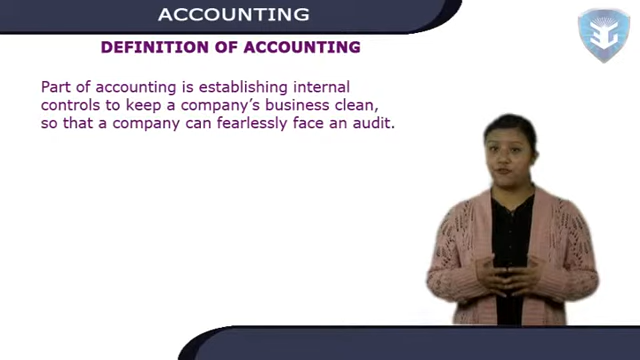 ACCOUNTING
DEFINITION OF ACCOUNTING
Part of accounting is establishing internal
controls to keep a company’s business clean,
so that a company can fearlessly face an audit.